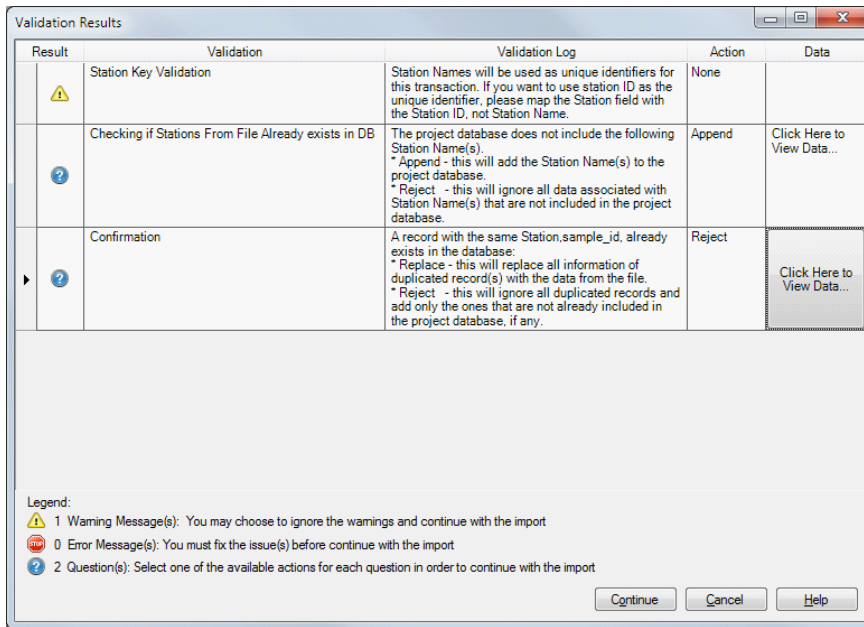 Validation Results
Result Validation Validation Log Action Data
Station Key Validation
Station Names will be used as unique identifiers for
this transaction. If you want to use station ID as the
unique identifier, please map the Station field with
the Station ID, not Station Name.
None
Checking if Stations From File Already exists in DB
The project database does not include the following
Station Name(s).
* Append - this will add the Station Name(s) to the
project database.
* Reject - this will ignore all data associated with
Station Name(s) that are not included in the project
database.
Append
Click Here to
View Data...
Confirmation
A record with the same Station,sample_id, already
exists in the database:
* Replace - this will replace all information of
duplicated record(s) with the data from the file.
* Reject - this will ignore all duplicated records and
add only the ones that are not already included in
the project database, if any.
Reject
Click Here to
View Data...
Legend:
1 Warning Message(s): You may choose to ignore the warnings and continue with the import
STOP 0 Error Message(s): You must fix the issue(s) before continue with the import
2 Question(s): Select one of the available actions for each question in order to continue with the import
Continue Cancel Help